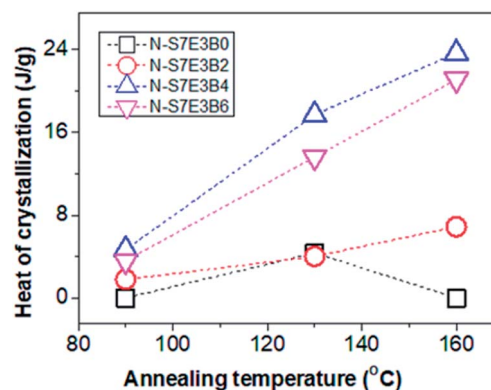 N-S7E3B0
N-S7E3B2
N-S7E3B4
N-S7E3B6
24
16
8
0
80 100 120 140 160
Heat of crystallization (J/g)
Annealing temperature (°C)